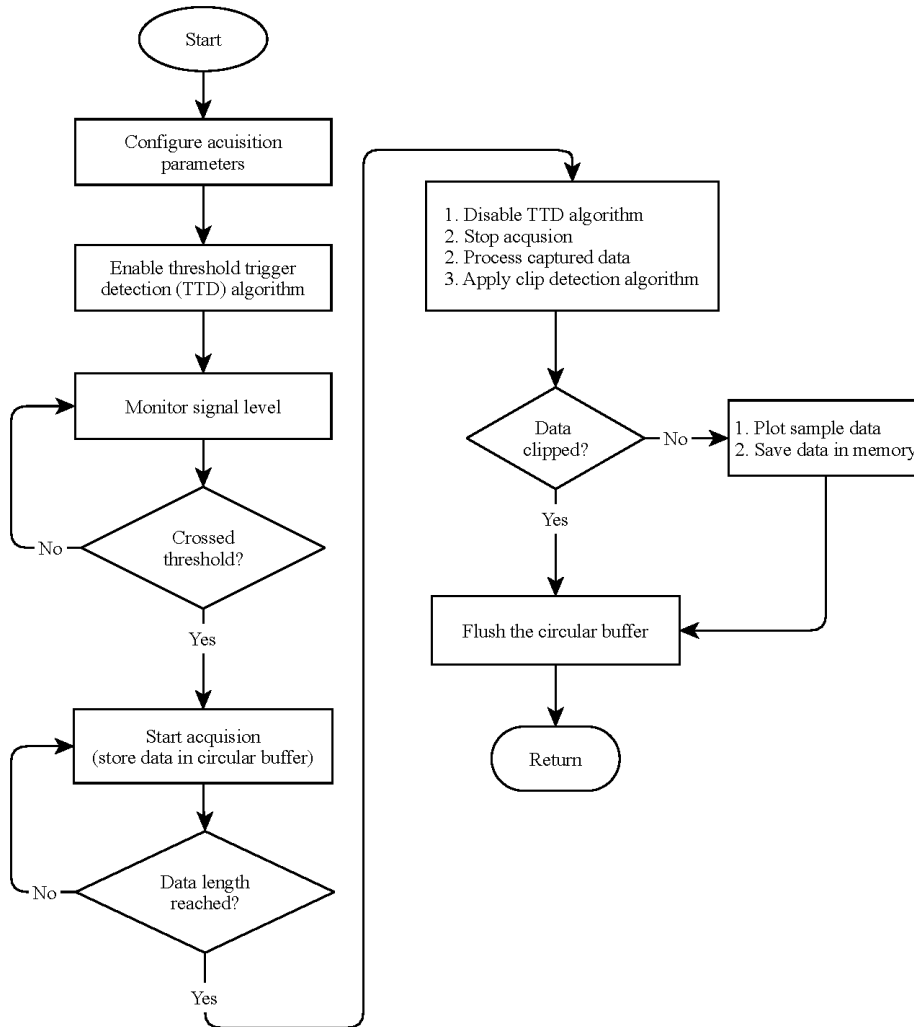 Start
Configure acuisition
parameters
Enable threshold trigger
detection (TTD) algorithm
Monitor signal level
Crossed
threshold?
No
Yes
Start acquision
(store data in circular buffer)
Data length
reached?
No
Yes
1. Disable TTD algorithm
2. Stop acqusion
2. Process captured data
3. Apply clip detection algorithm
Data
clipped?
No
1. Plot sample data
2. Save data in memory
Yes
Flush the circular buffer
Return